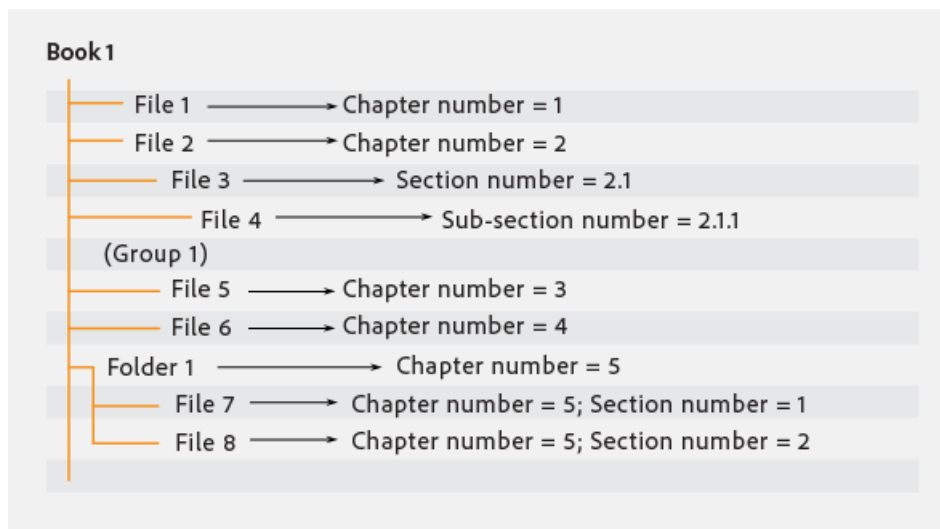 Book 1
File 1 Chapter number = 1
File 2 Chapter number = 2
File 3 Section number = 2.1
File 4 Sub-section number = 2.1.1
(Group 1)
File 5 Chapter number = 3
File 6 Chapter number = 4
Folder 1 Chapter number = 5
File 7 Chapter number = 5; Section number = 1
File 8 Chapter number = 5; Section number = 2